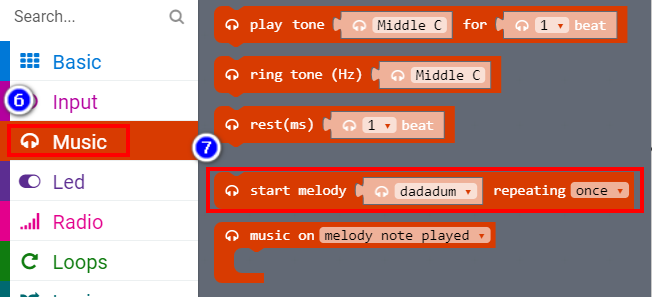 Search...
Basic
6
Input
Music
Led
Radio
Loops
play tone Middle C for 1 beat
ring tone (Hz) Middle C
rest(ms) 1 beat
7
start melody dadadum repeating once
music on melody note played